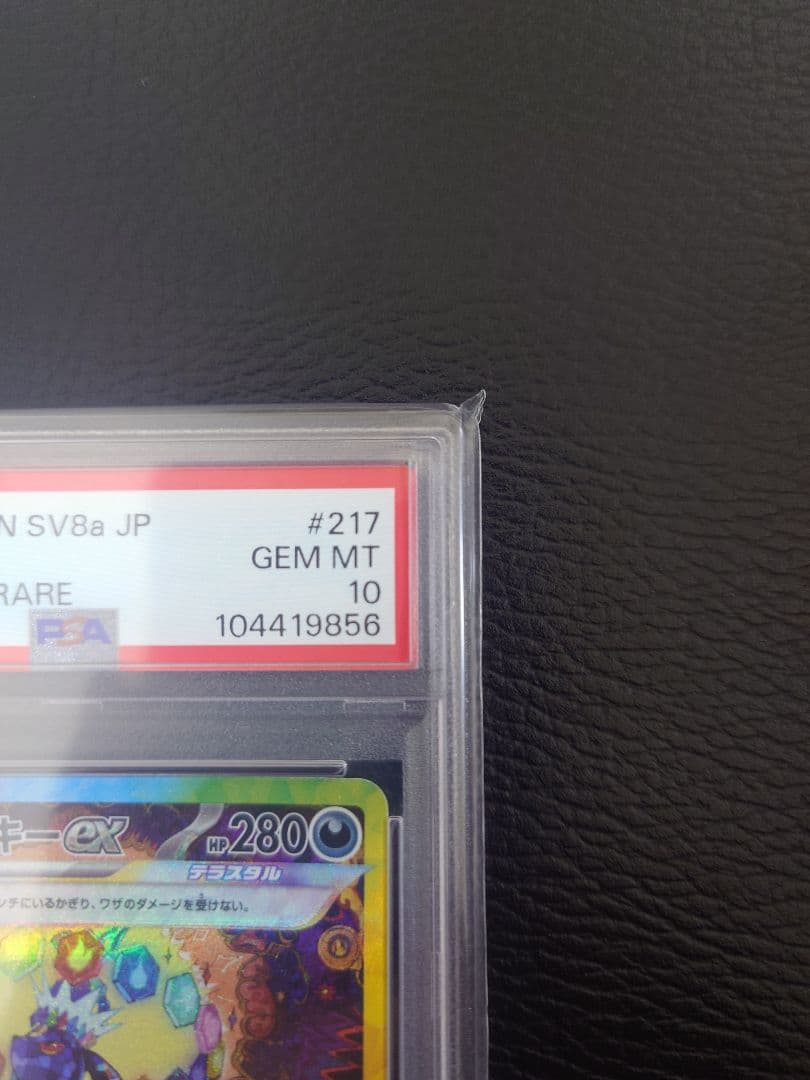 N SV8a JP #217
GEM MT
RARE 10
PSA 104419856
キーex HP280
テラスタル
ンチにいるかぎり、ワザのダメージを受けない。